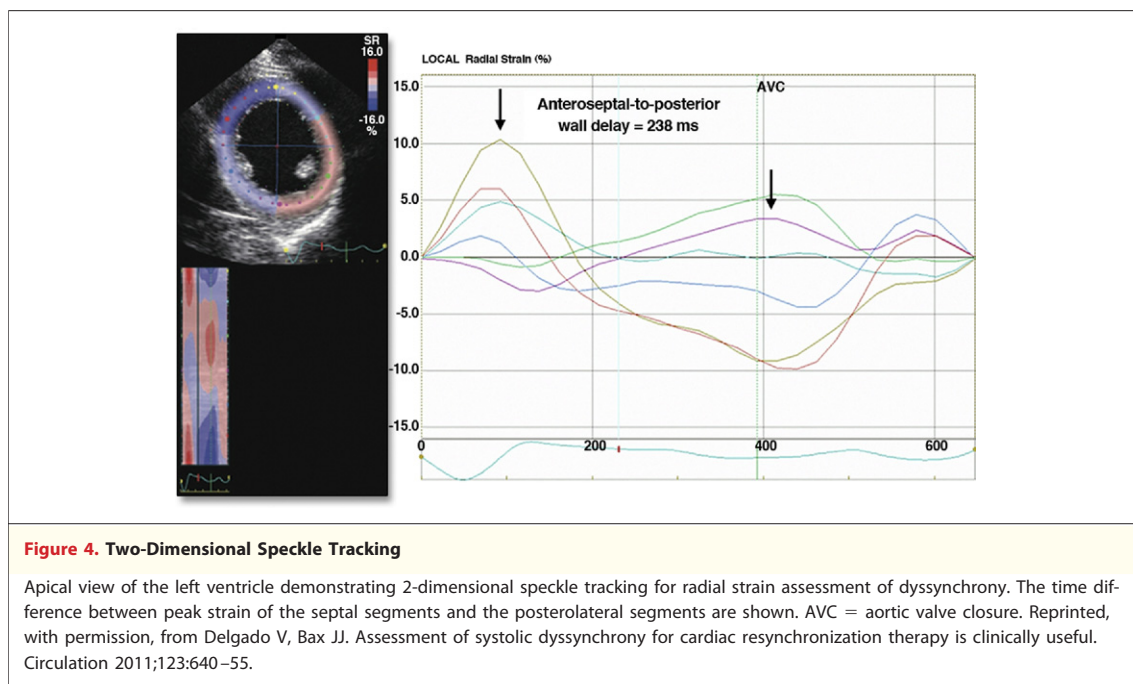 SR
16.0
-16.0
%
LOCAL Radial Strain (%)
15.0
AVC
Anteroseptal-to-posterior
wall delay = 238 ms
10.0
5.0
0.0
-5.0
-10.0
-15.0
0
200
400
600
Figure 4. Two-Dimensional Speckle Tracking
Apical view of the left ventricle demonstrating 2-dimensional speckle tracking for radial strain assessment of dyssynchrony. The time dif-
ference between peak strain of the septal segments and the posterolateral segments are shown. AVC = aortic valve closure. Reprinted,
with permission, from Delgado V, Bax JJ. Assessment of systolic dyssynchrony for cardiac resynchronization therapy is clinically useful.
Circulation 2011;123:640–55.